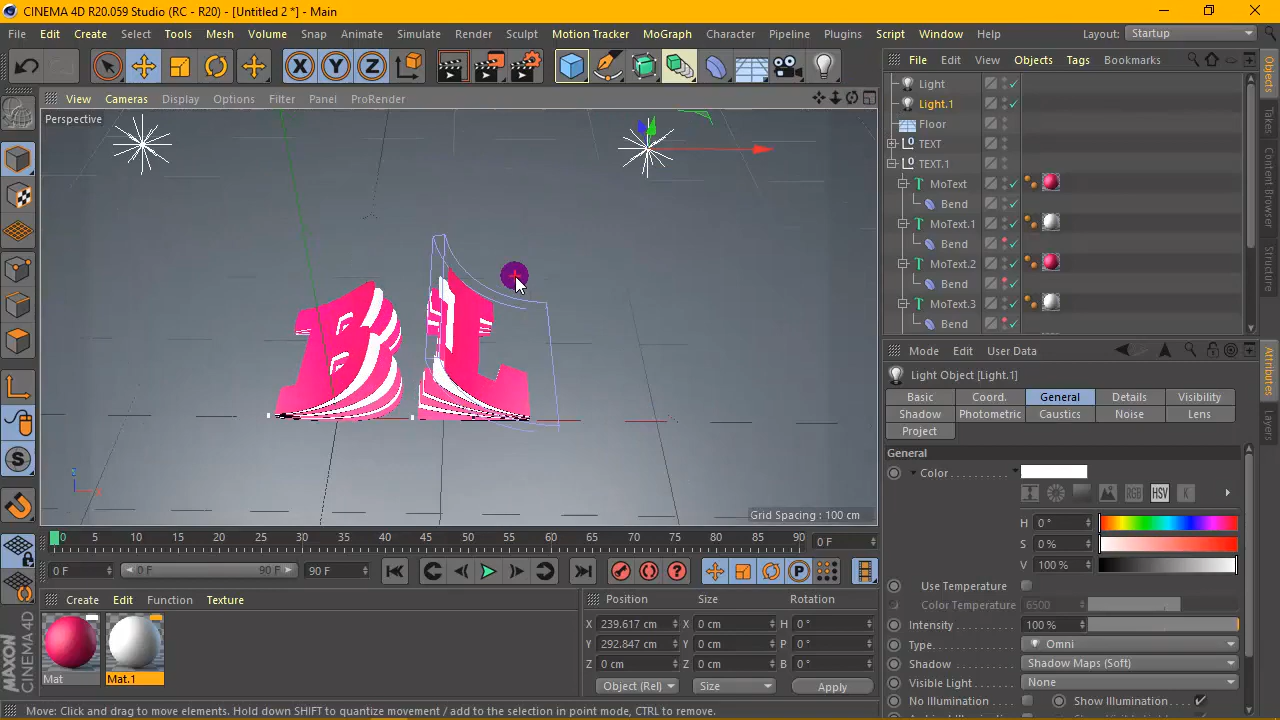 CINEMA 4D R20.059 Studio (RC - R20) - [Untitled 2 *] - Main
File Edit Create Select Tools Mesh Volume Snap Animate Simulate Render Sculpt Motion Tracker MoGraph Character Pipeline Plugins Script Window Help Layout: Startup
X Y Z
View Cameras Display Options Filter Panel ProRender
File Edit View Objects Tags Bookmarks
Perspective
Light
Light.1
Floor
TEXT
TEXT.1
MoText
Bend
MoText.1
Bend
MoText.2
Bend
MoText.3
Bend
Objects
Takes
Content Browser
Structure
BL
Grid Spacing : 100 cm
0 5 10 15 20 25 30 35 40 45 50 55 60 65 70 75 80 85 90 0 F
0 F 0 F 90 F 90 F
Create Edit Function Texture
Mat Mat.1
MAXON CINEMA 4D
Position Size Rotation
X 239.617 cm X 0 cm H 0 °
Y 292.847 cm Y 0 cm P 0 °
Z 0 cm Z 0 cm B 0 °
Object (Rel) Size Apply
Mode Edit User Data
Light Object [Light.1]
Basic Coord. General Details Visibility
Shadow Photometric Caustics Noise Lens
Project
General
Color
RGB HSV K
H 0 °
S 0 %
V 100 %
Use Temperature
Color Temperature 6500
Intensity 100 %
Type Omni
Shadow Shadow Maps (Soft)
Visible Light None
No Illumination Show Illumination
Attributes
Layers
Move: Click and drag to move elements. Hold down SHIFT to quantize movement / add to the selection in point mode, CTRL to remove.